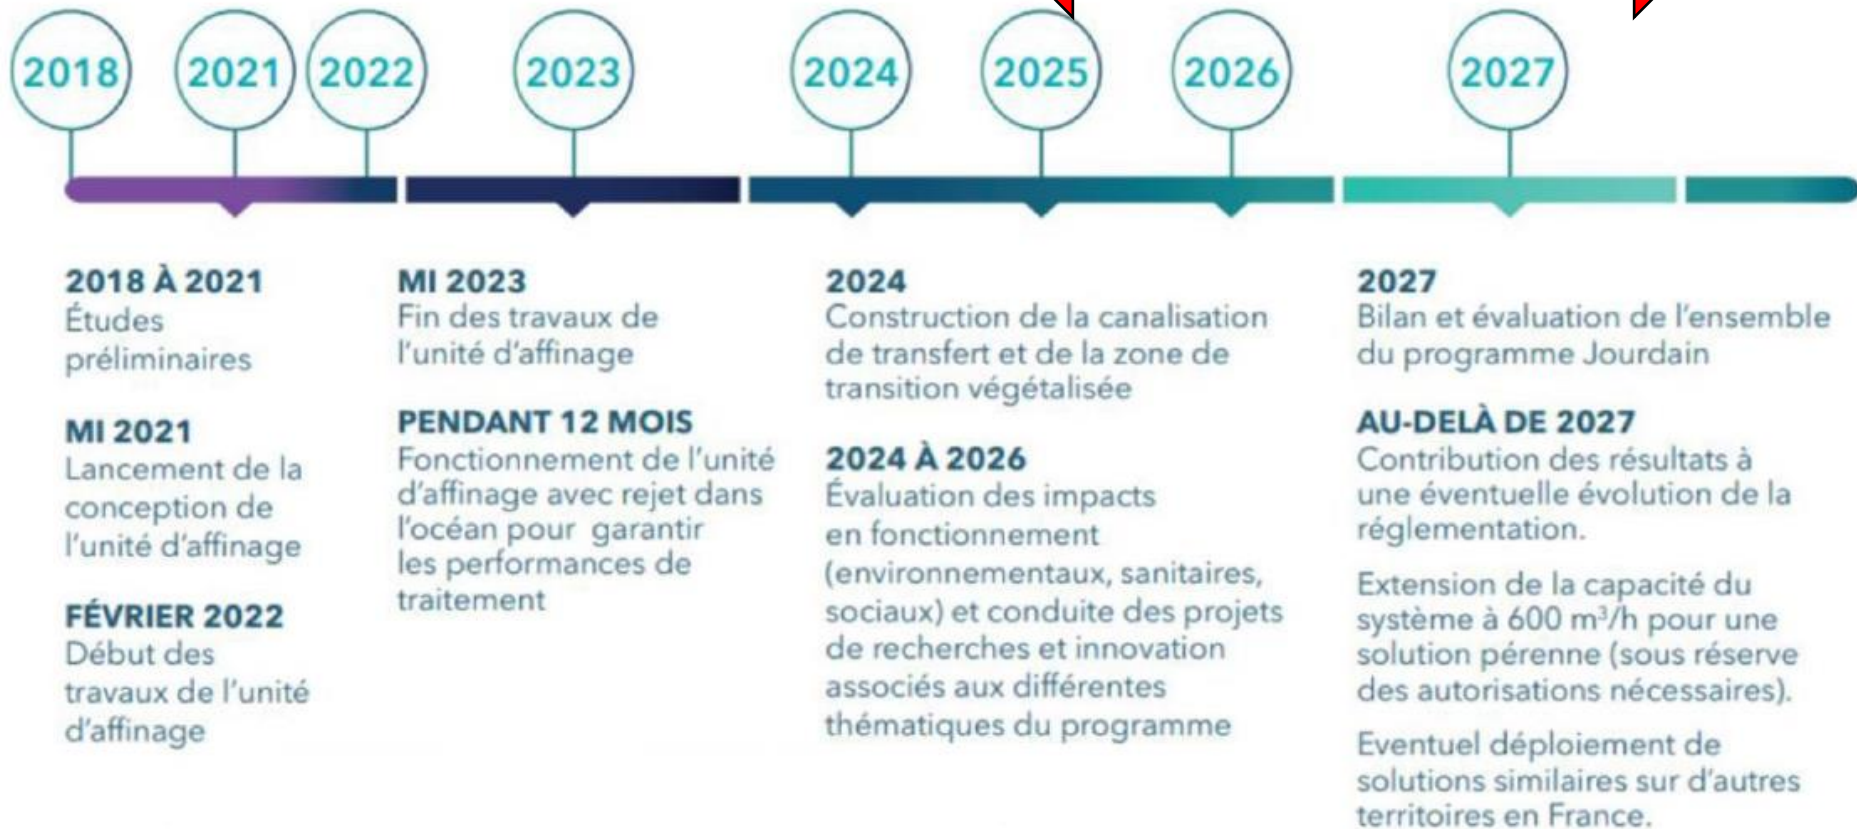 2018
2021
2022
2023
2024
2025
2026
2027
2018 À 2021
Études
préliminaires
MI 2021
Lancement de la
conception de
l'unité d'affinage
FÉVRIER 2022
Début des
travaux de l'unité
d'affinage
MI 2023
Fin des travaux de
l'unité d'affinage
PENDANT 12 MOIS
Fonctionnement de l'unité
d'affinage avec rejet dans
l'océan pour garantir
les performances de
traitement
2024
Construction de la canalisation
de transfert et de la zone de
transition végétalisée
2024 À 2026
Évaluation des impacts
en fonctionnement
(environnementaux, sanitaires,
sociaux) et conduite des projets
de recherches et innovation
associés aux différentes
thématiques du programme
2027
Bilan et évaluation de l'ensemble
du programme Jourdain
AU-DELÀ DE 2027
Contribution des résultats à
une éventuelle évolution de la
réglementation.
Extension de la capacité du
système à 600 m³/h pour une
solution pérenne (sous réserve
des autorisations nécessaires).
Eventuel déploiement de
solutions similaires sur d'autres
territoires en France.